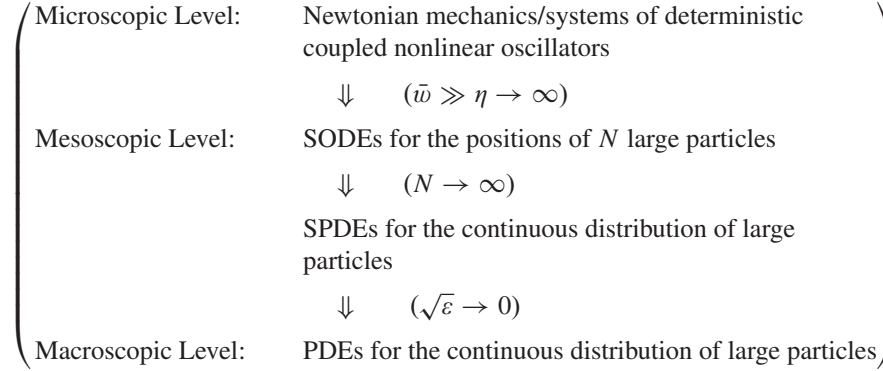 Microscopic Level: Newtonian mechanics/systems of deterministic
coupled nonlinear oscillators
⇓ (w̄ ≫ η → ∞)
Mesoscopic Level: SODEs for the positions of N large particles
⇓ (N → ∞)
SPDEs for the continuous distribution of large
particles
⇓ (√ε → 0)
Macroscopic Level: PDEs for the continuous distribution of large particles